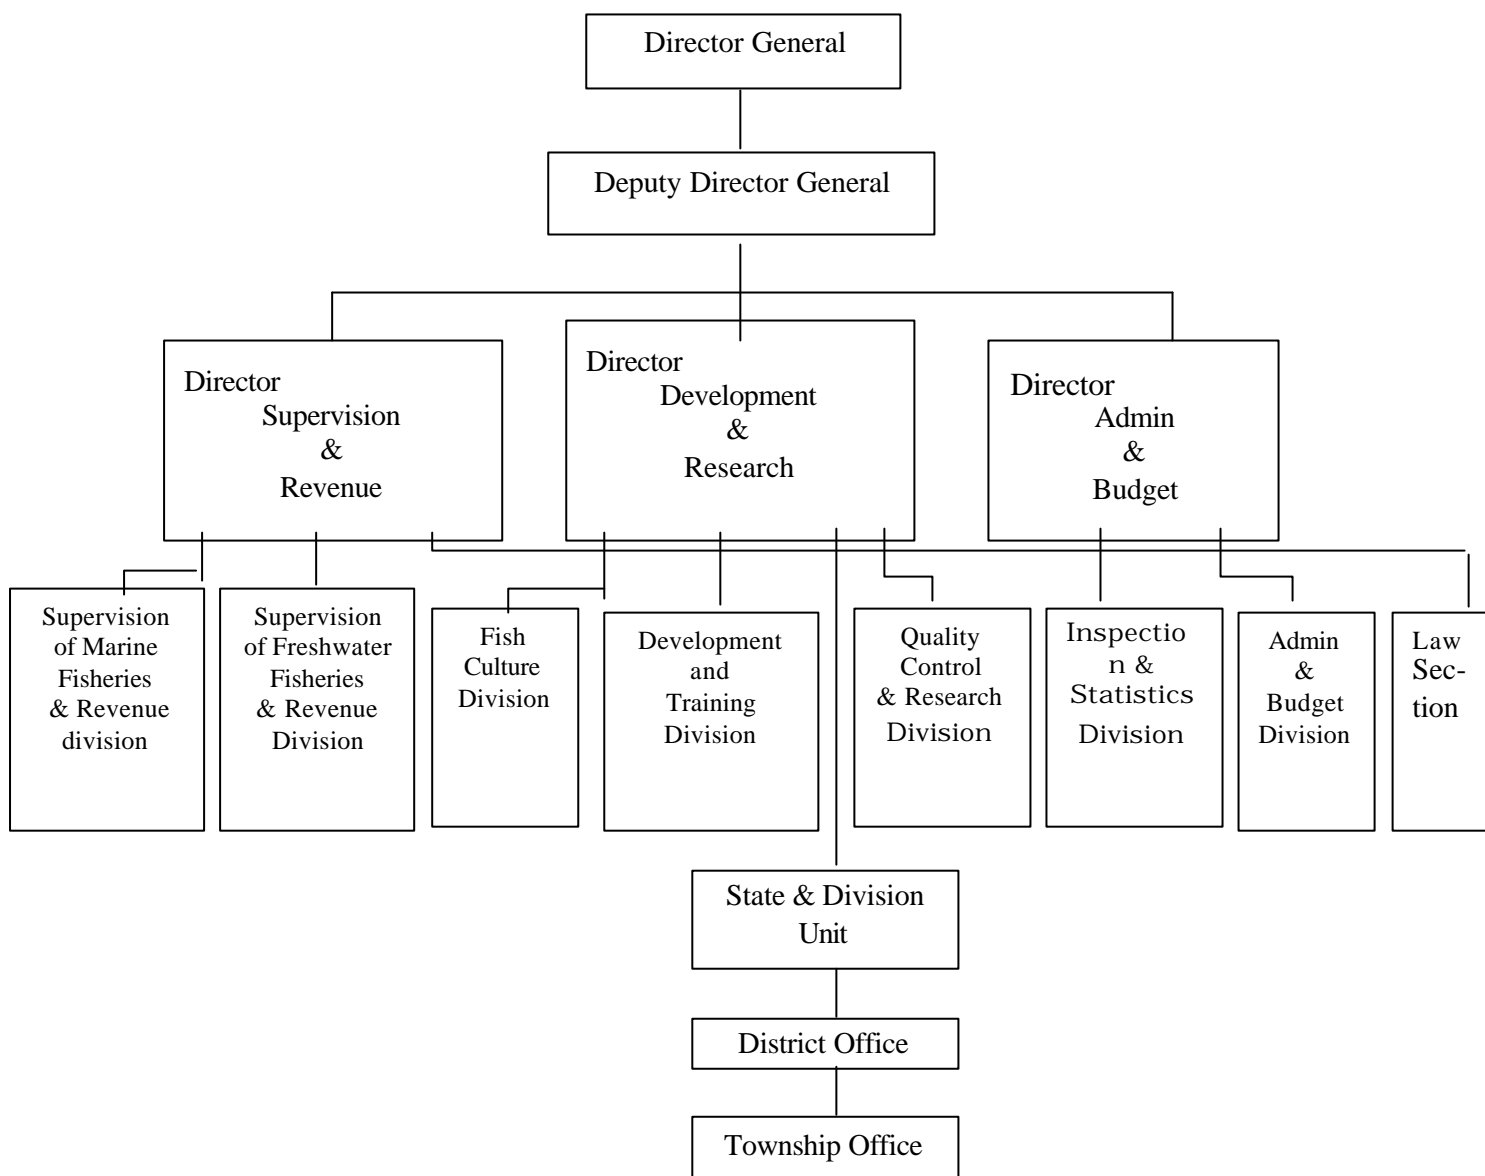 Director General
Deputy Director General
Director
Supervision
&
Revenue
Director
Development
&
Research
Director
Admin
&
Budget
Supervision
of Marine
Fisheries
& Revenue
division
Supervision
of Freshwater
Fisheries
& Revenue
Division
Fish
Culture
Division
Development
and
Training
Division
Quality
Control
& Research
Division
Inspectio
n &
Statistics
Division
Admin
&
Budget
Division
Law
Sec-
tion
State & Division
Unit
District Office
Township Office